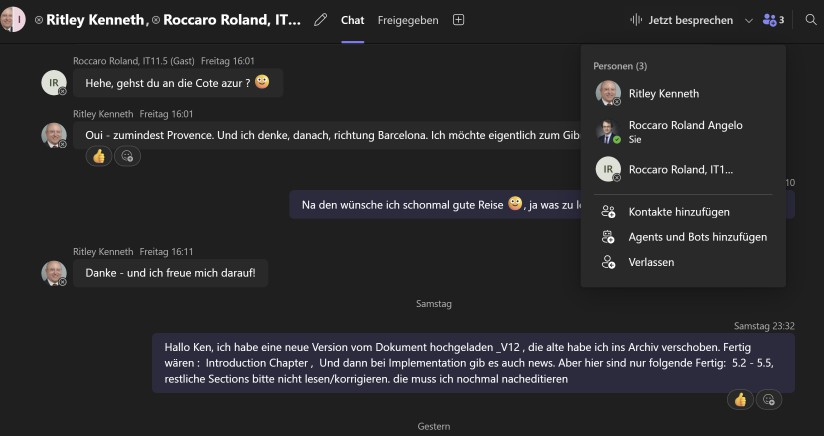 I Ritley Kenneth, Roccaro Roland, IT... Chat Freigegeben Jetzt besprechen 3
Roccaro Roland, IT11.5 (Gast) Freitag 16:01
IR Hehe, gehst du an die Cote azur ?
Ritley Kenneth Freitag 16:01
Oui - zumindest Provence. Und ich denke, danach, richtung Barcelona. Ich möchte eigentlich zum Gib
10
Na den wünsche ich schonmal gute Reise , ja was zu
Ritley Kenneth Freitag 16:11
Danke - und ich freue mich darauf!
Samstag
Samstag 23:32
Hallo Ken, ich habe eine neue Version vom Dokument hochgeladen _V12 , die alte habe ich ins Archiv verschoben. Fertig
wären : Introduction Chapter , Und dann bei Implementation gib es auch news. Aber hier sind nur folgende Fertig: 5.2 - 5.5,
restliche Sections bitte nicht lesen/korrigieren. die muss ich nochmal nacheditieren
Gestern
Personen (3)
Ritley Kenneth
Roccaro Roland Angelo
Sie
IR Roccaro Roland, IT1...
Kontakte hinzufügen
Agents und Bots hinzufügen
Verlassen